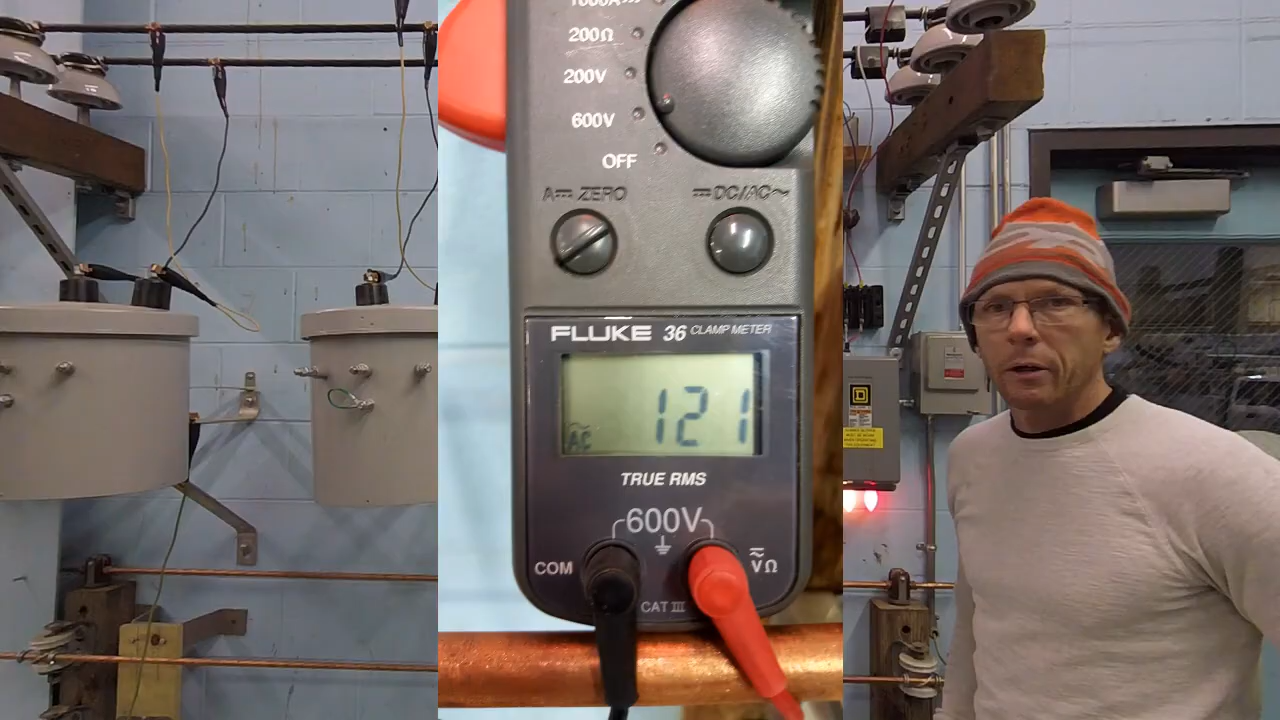 1000A⎓
200Ω
200V
600V
OFF
A⎓ ZERO
⎓DC/AC~
FLUKE 36 CLAMP METER
121
AC
TRUE RMS
600V
COM
VΩ
CAT III
D